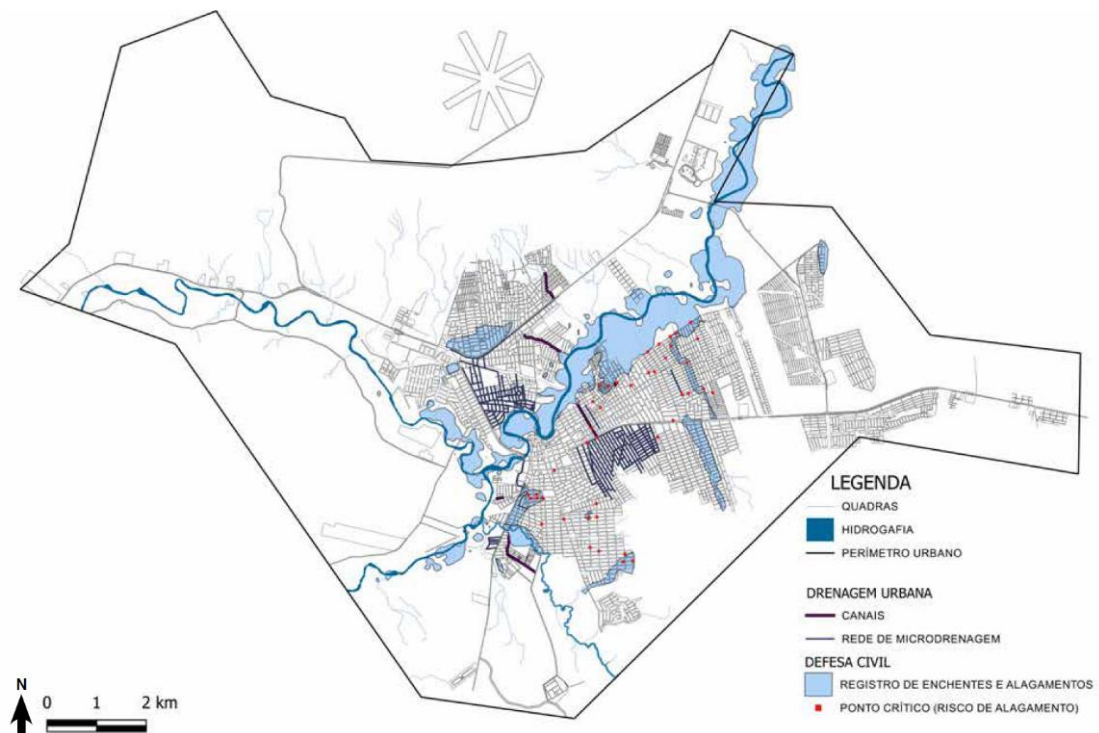 LEGENDA
QUADRAS
HIDROGAFIA
PERÍMETRO URBANO
DRENAGEM URBANA
CANAIS
REDE DE MICRODRENAGEM
DEFESA CIVIL
REGISTRO DE ENCHENTES E ALAGAMENTOS
PONTO CRÍTICO (RISCO DE ALAGAMENTO)
N
0 1 2 km